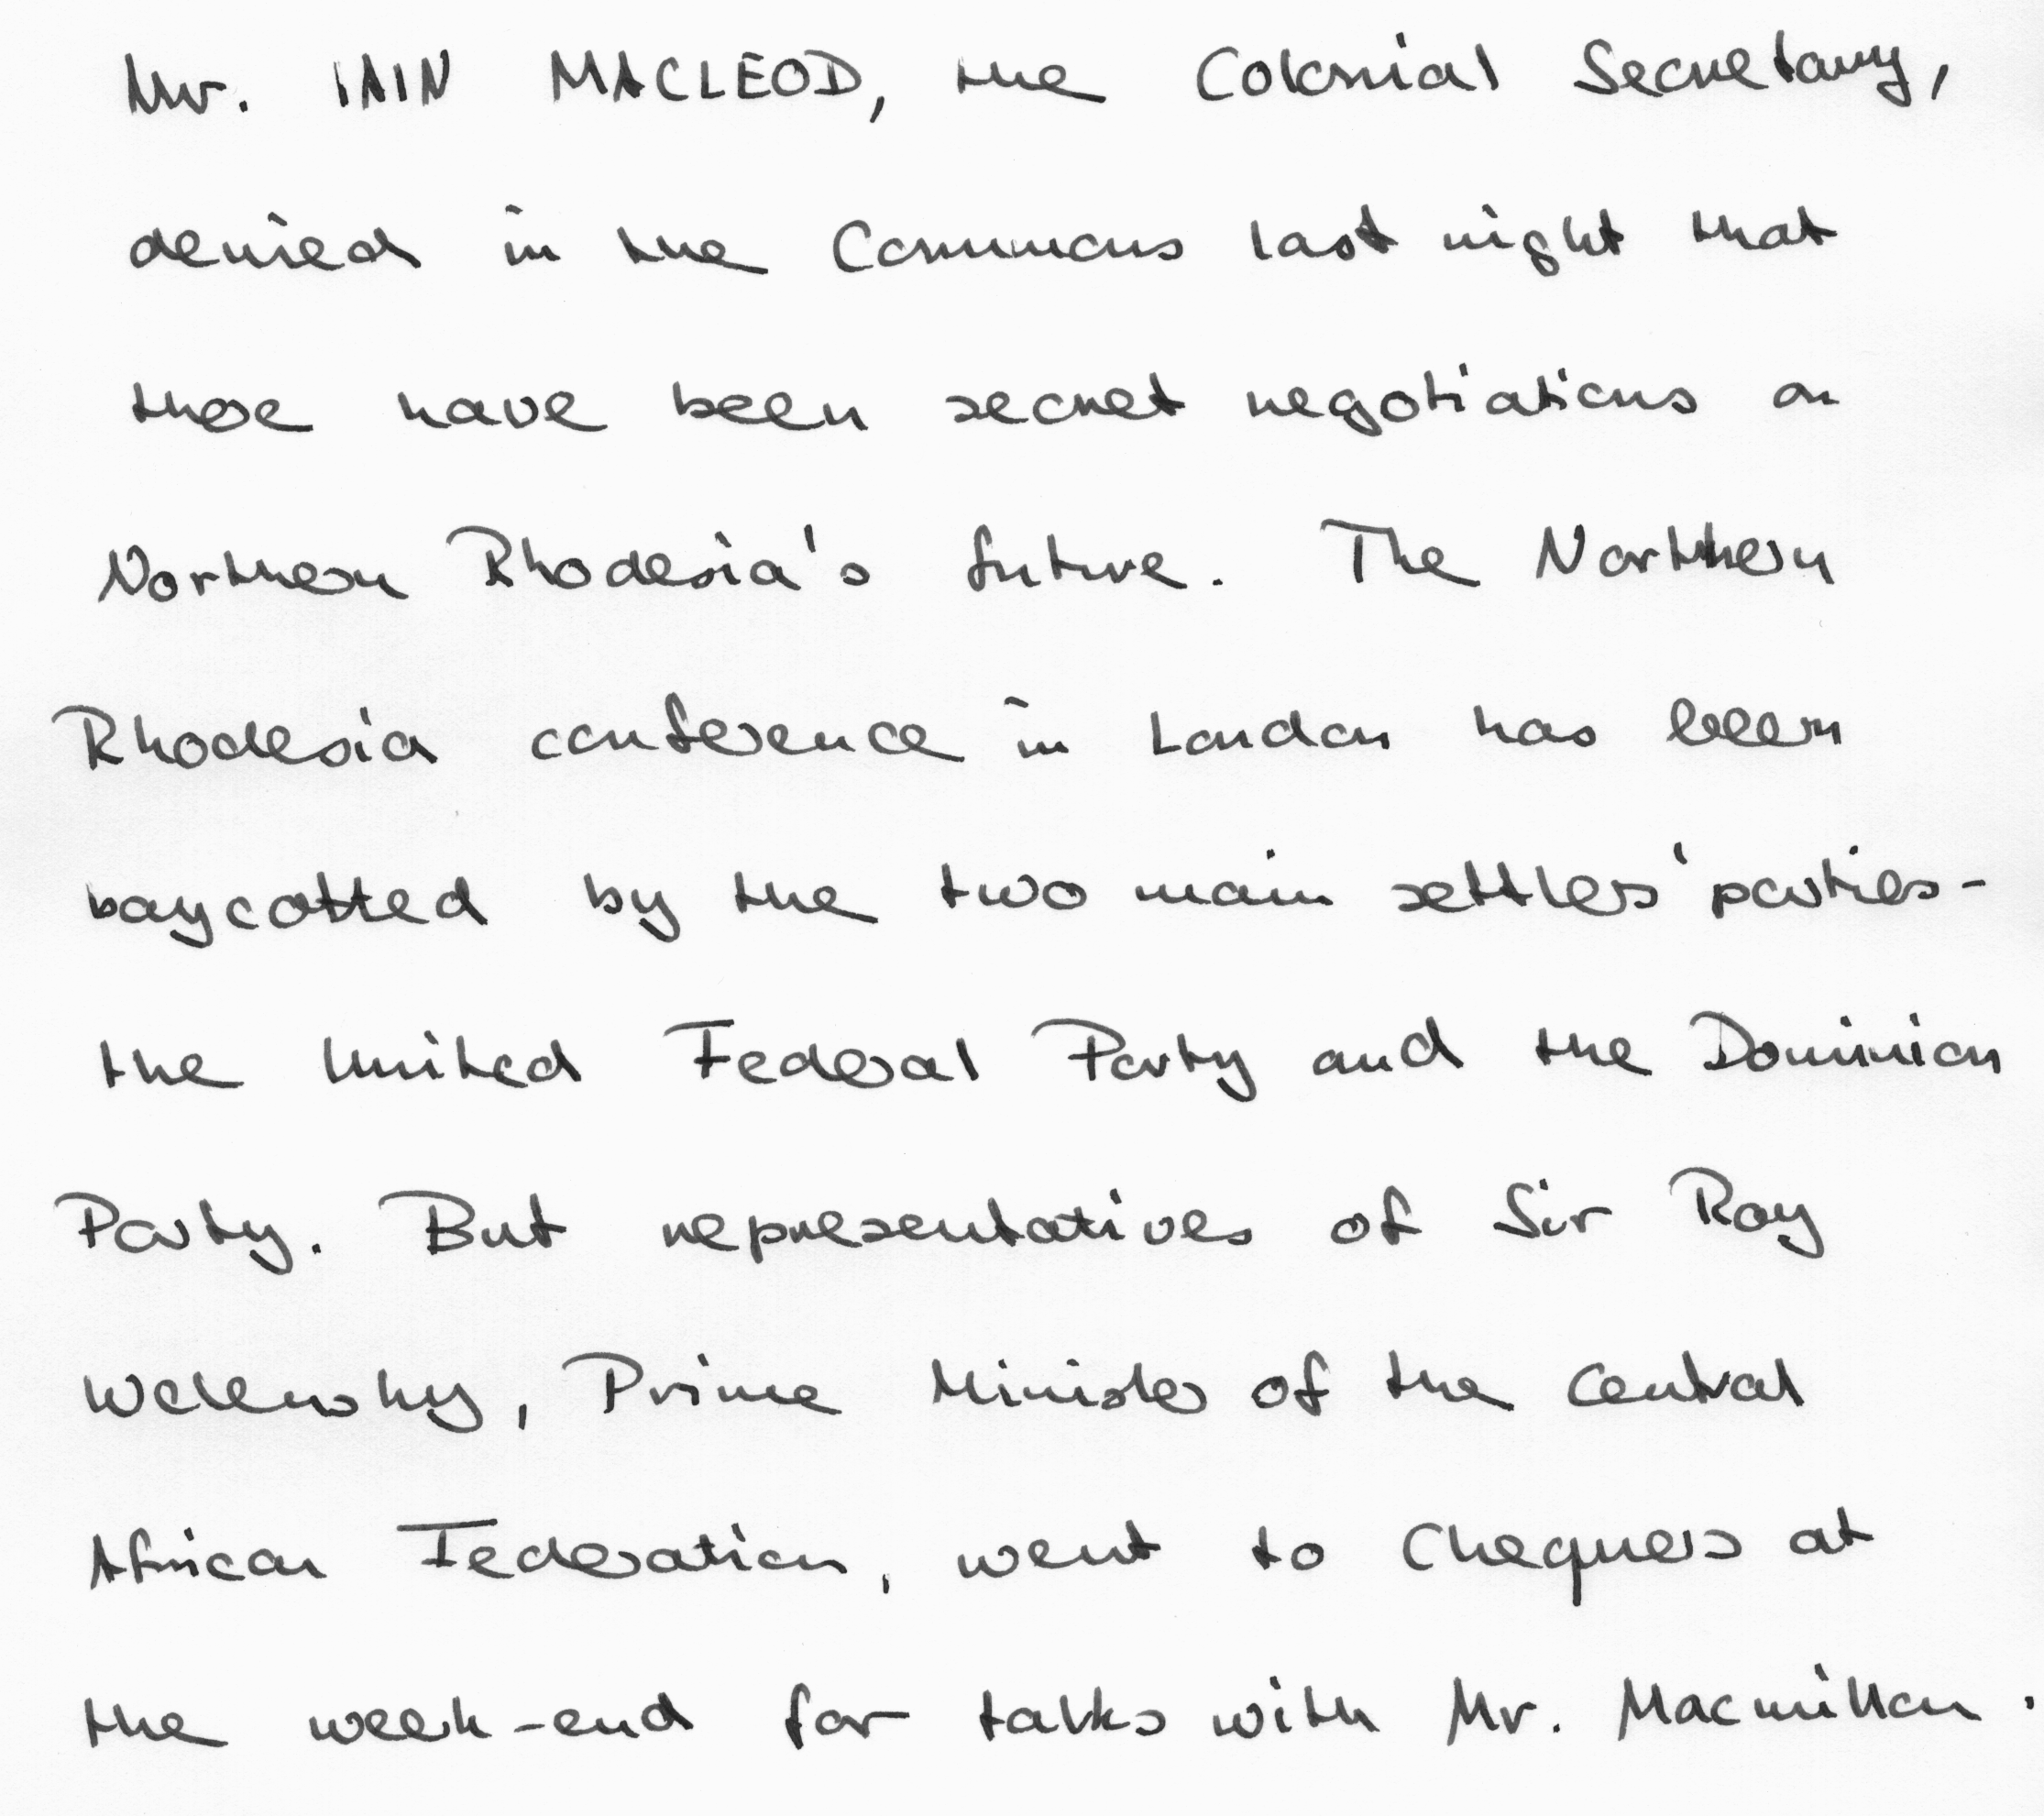 Mr. IAIN MACLEOD, the Colonial Secretary,
denied in the Commons last night that
there have been secret negotiations on
Northern Rhodesia's future. The Northern
Rhodesia conference in London has been
boycotted by the two main settlers' parties-
the United Federal Party and the Dominion
Party. But representatives of Sir Roy
Welensky, Prime Minister of the Central
African Federation, went to Chequers at
the week-end for talks with Mr. Macmillan.